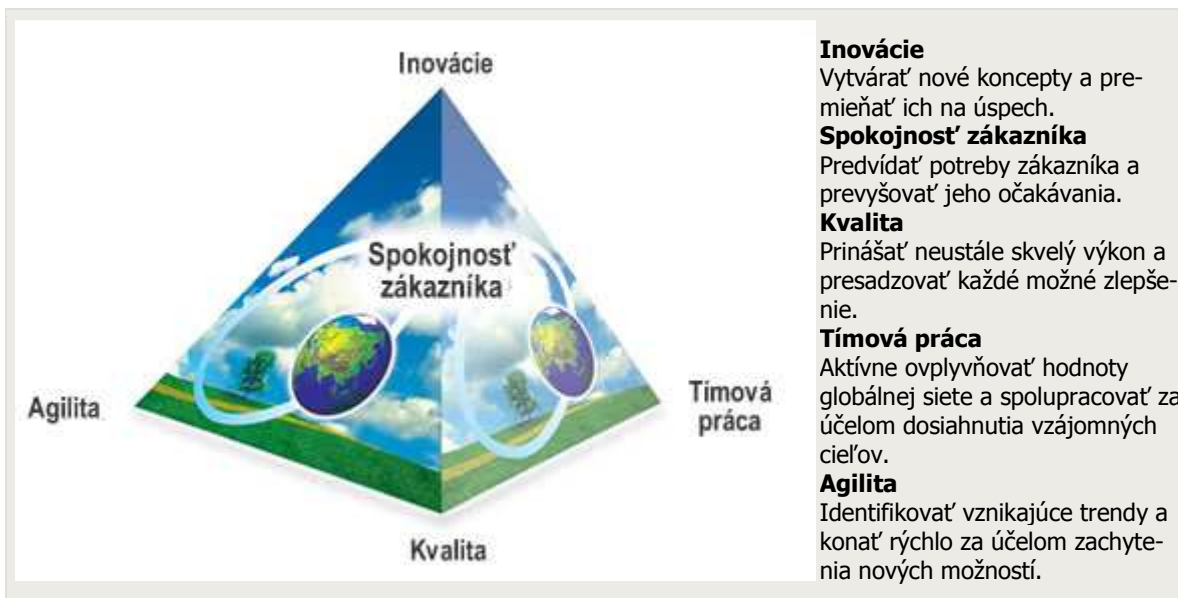 Inovácie
Spokojnosť
zákazníka
Agilita
Tímová
práca
Kvalita
Inovácie
Vytvárať nové koncepty a pre-
mieňať ich na úspech.
Spokojnosť zákazníka
Predvídať potreby zákazníka a
prevyšovať jeho očakávania.
Kvalita
Prinášať neustále skvelý výkon a
presadzovať každé možné zlepše-
nie.
Tímová práca
Aktívne ovplyvňovať hodnoty
globálnej siete a spolupracovať za
účelom dosiahnutia vzájomných
cieľov.
Agilita
Identifikovať vznikajúce trendy a
konať rýchlo za účelom zachyte-
nia nových možností.